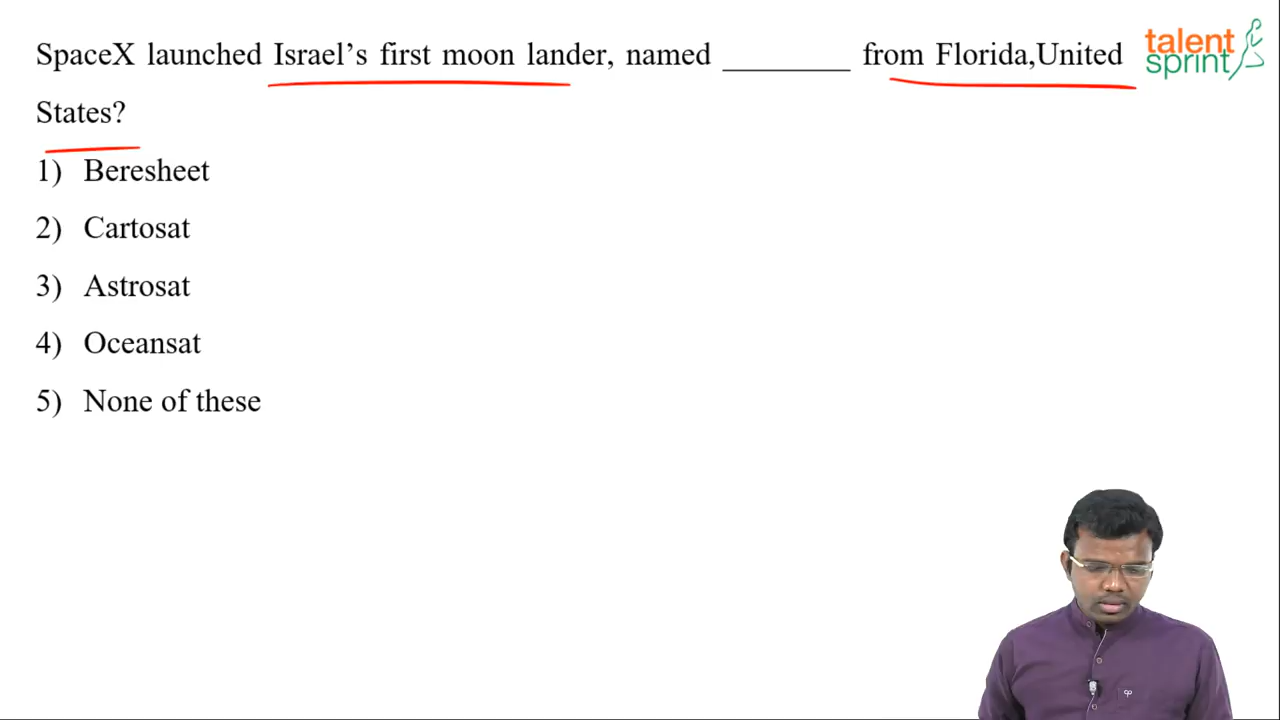 SpaceX launched Israel’s first moon lander, named ________ from Florida,United
States?
1) Beresheet
2) Cartosat
3) Astrosat
4) Oceansat
5) None of these
talent
sprint